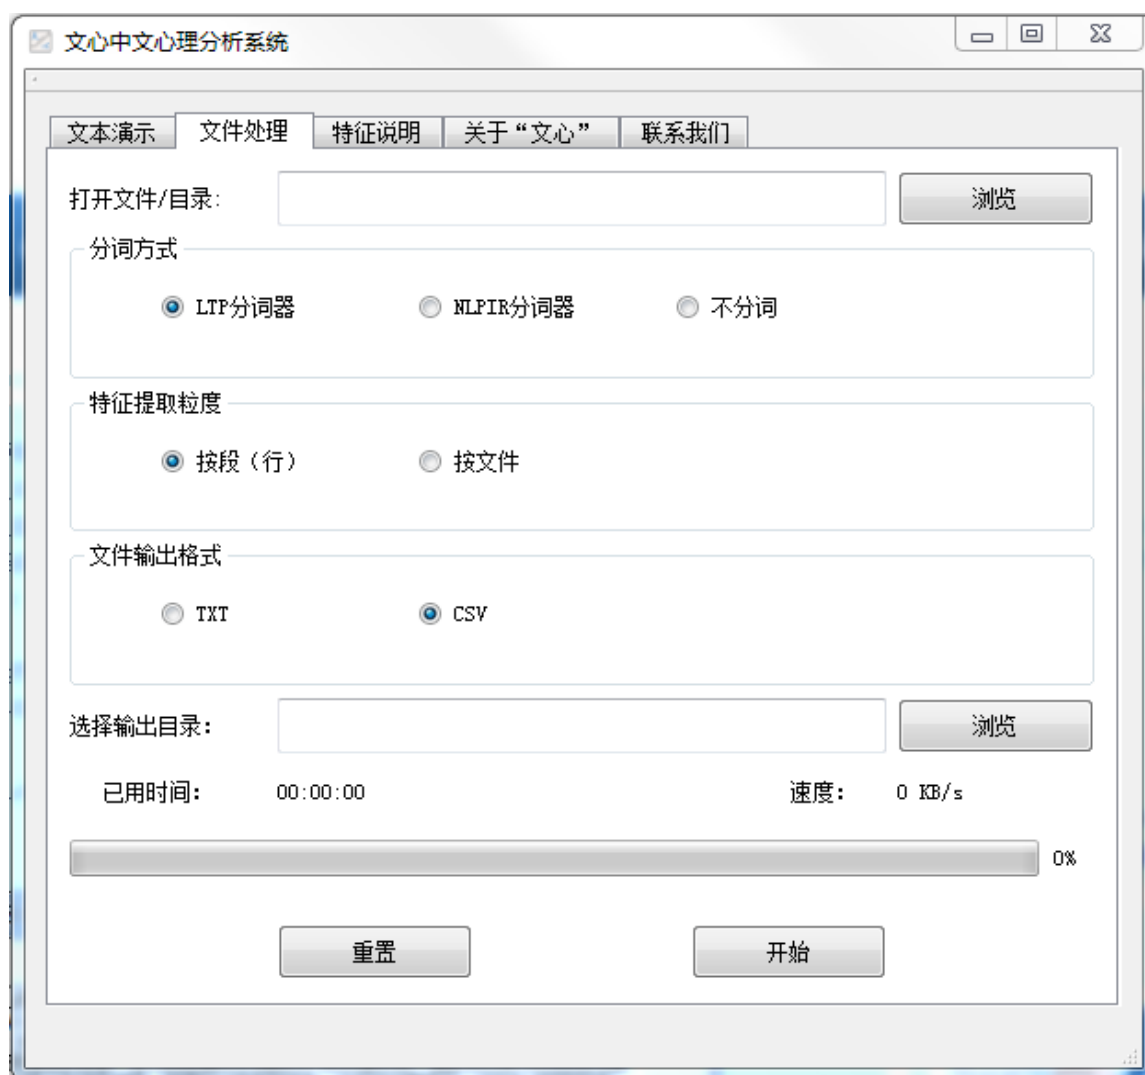 文心中文心理分析系统
文本演示 文件处理 特征说明 关于“文心” 联系我们
打开文件/目录: 浏览
分词方式
LTP分词器 NLPIR分词器 不分词
特征提取粒度
按段（行） 按文件
文件输出格式
TXT CSV
选择输出目录： 浏览
已用时间： 00:00:00 速度： 0 KB/s
0%
重置 开始